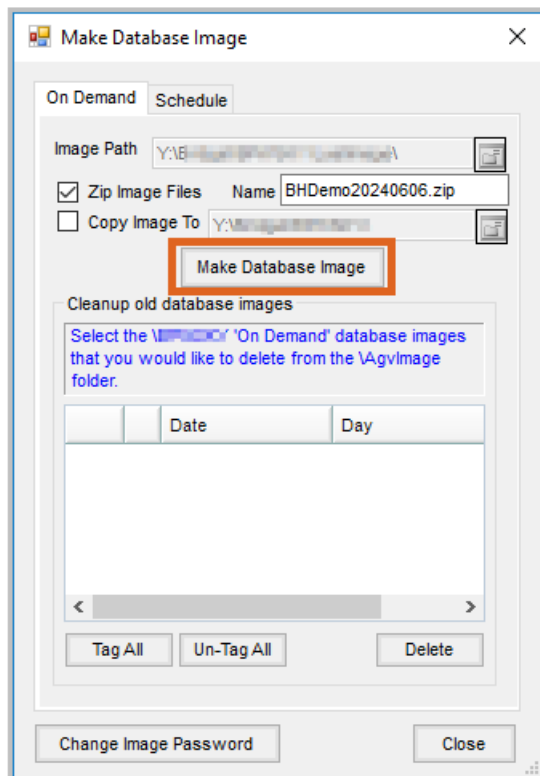 Make Database Image
On Demand Schedule
Image Path Y:\
Zip Image Files Name BHDemo20240606.zip
Copy Image To Y:\
Make Database Image
Cleanup old database images
Select the \ 'On Demand' database images
that you would like to delete from the \AgvImage
folder.
Date Day
Tag All Un-Tag All Delete
Change Image Password Close